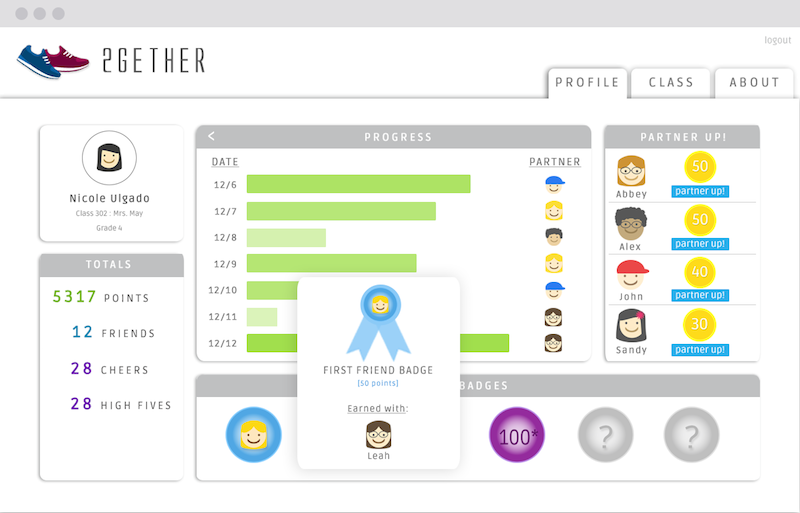 logout
2GETHER
PROFILE
CLASS
ABOUT
Nicole Ulgado
Class 302 : Mrs. May
Grade 4
TOTALS
5317 POINTS
12 FRIENDS
28 CHEERS
28 HIGH FIVES
< PROGRESS
DATE PARTNER
12/6
12/7
12/8
12/9
12/10
12/11
12/12
PARTNER UP!
50
Abbey partner up!
50
Alex partner up!
40
John partner up!
30
Sandy partner up!
FIRST FRIEND BADGE
[50 points]
Earned with:
Leah
BADGES
100*
?
?